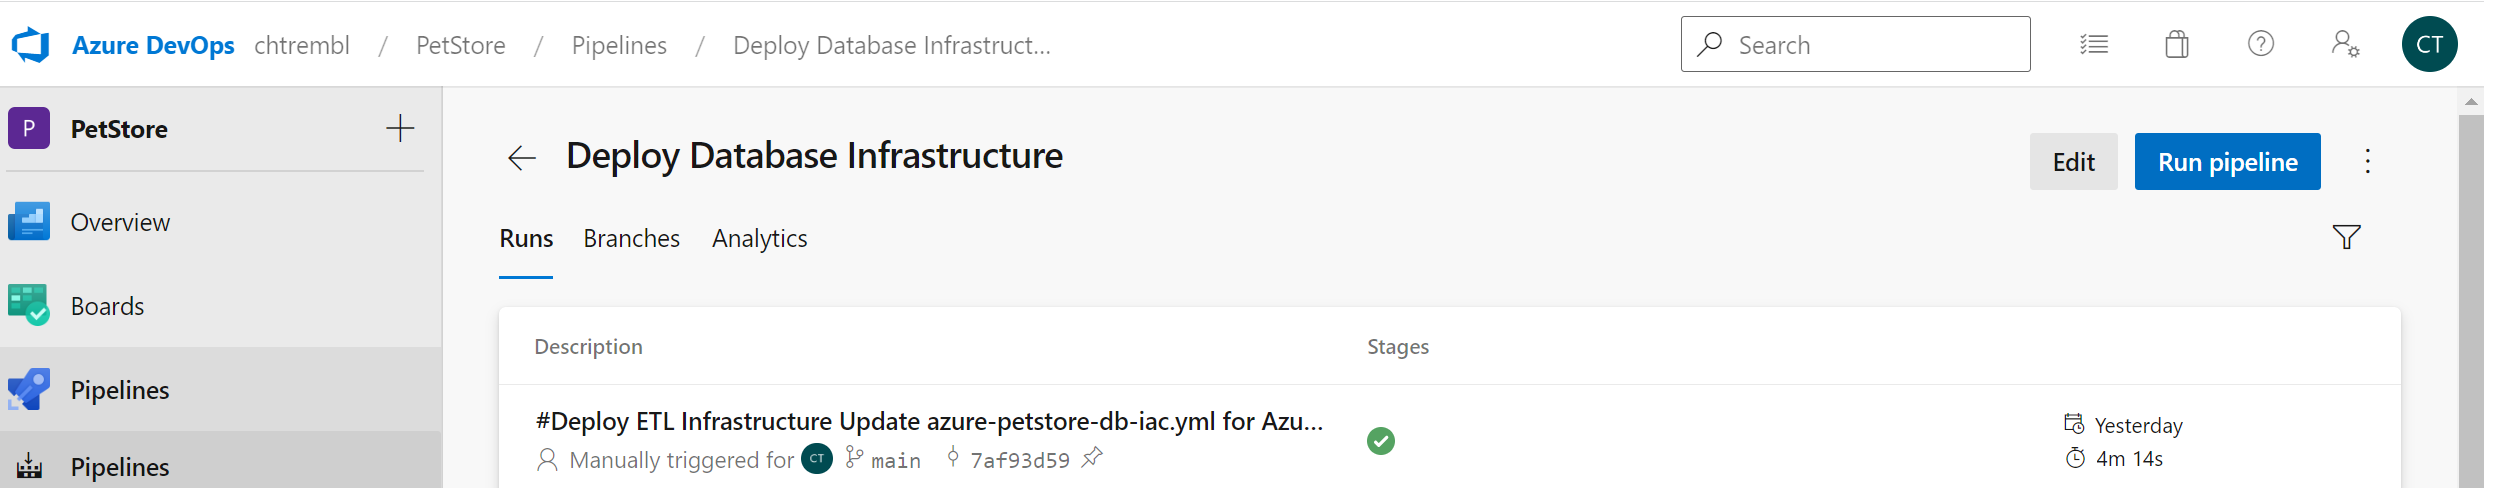 Azure DevOps chtrembl / PetStore / Pipelines / Deploy Database Infrastruct...
Search
CT
P PetStore
Overview
Boards
Pipelines
Pipelines
Deploy Database Infrastructure
Edit
Run pipeline
Runs Branches Analytics
Description Stages
#Deploy ETL Infrastructure Update azure-petstore-db-iac.yml for Azu...
Manually triggered for CT main 7af93d59
Yesterday
4m 14s